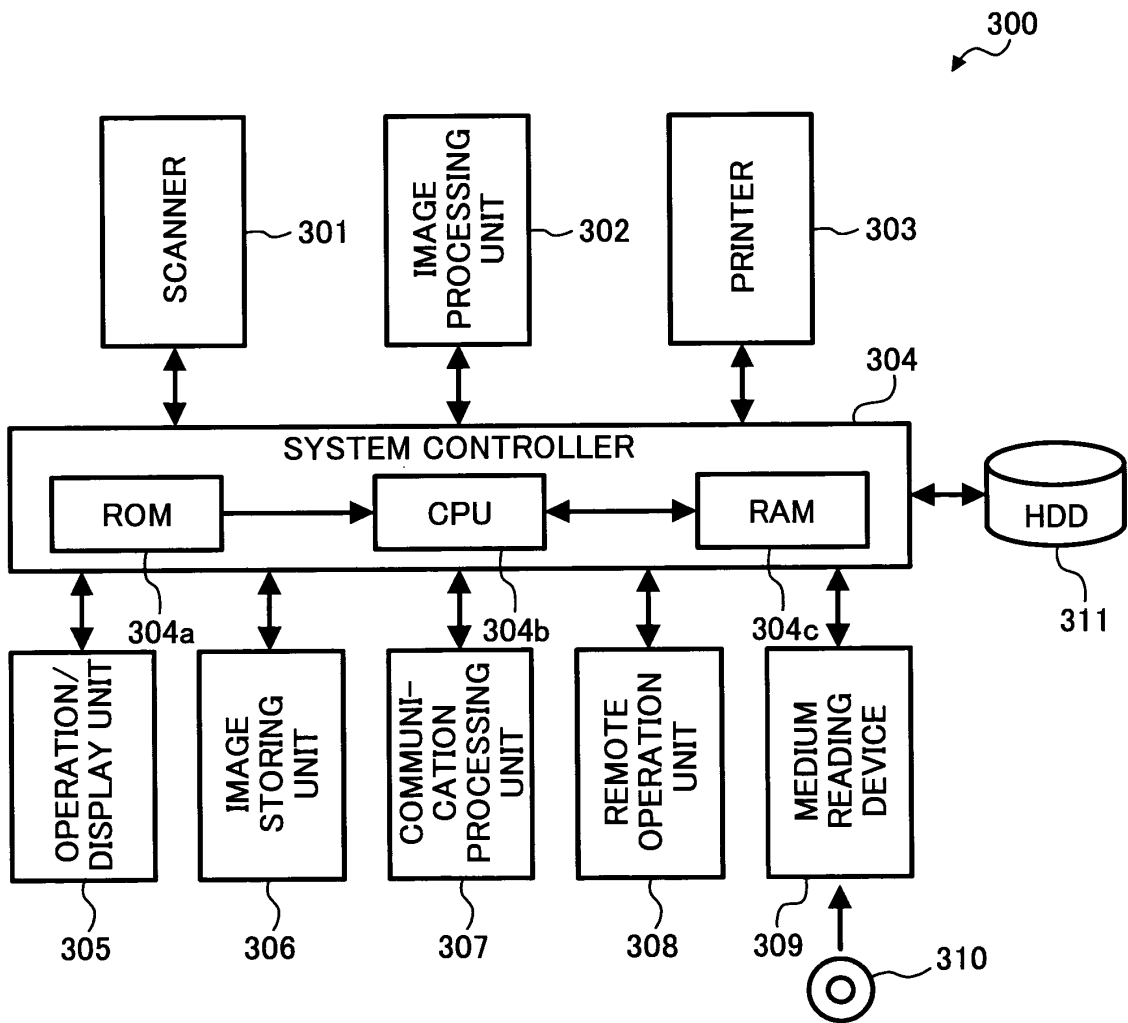 300
SCANNER
301
IMAGE
PROCESSING
UNIT
302
PRINTER
303
304
SYSTEM CONTROLLER
ROM
CPU
RAM
HDD
304a
304b
304c
311
OPERATION/
DISPLAY UNIT
IMAGE
STORING
UNIT
COMMUNI-
CATION
PROCESSING
UNIT
REMOTE
OPERATION
UNIT
MEDIUM
READING
DEVICE
305
306
307
308
309
310